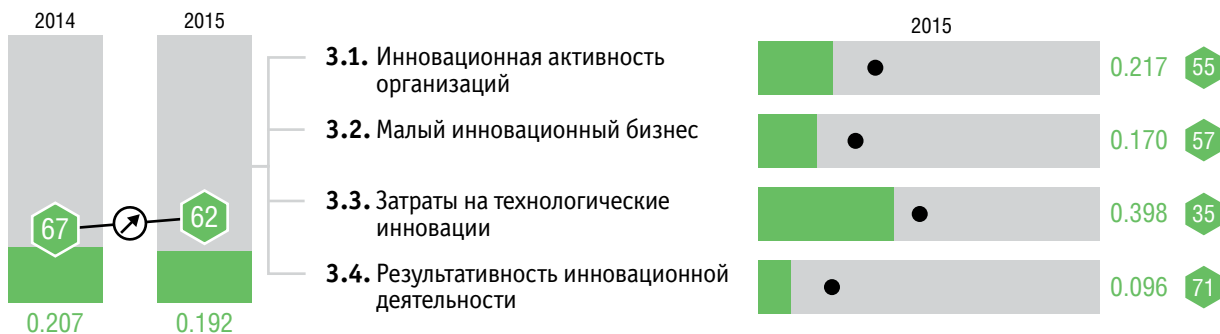 2014
2015
67
62
0.207
0.192
3.1. Инновационная активность
организаций
3.2. Малый инновационный бизнес
3.3. Затраты на технологические
инновации
3.4. Результативность инновационной
деятельности
2015
0.217 55
0.170 57
0.398 35
0.096 71